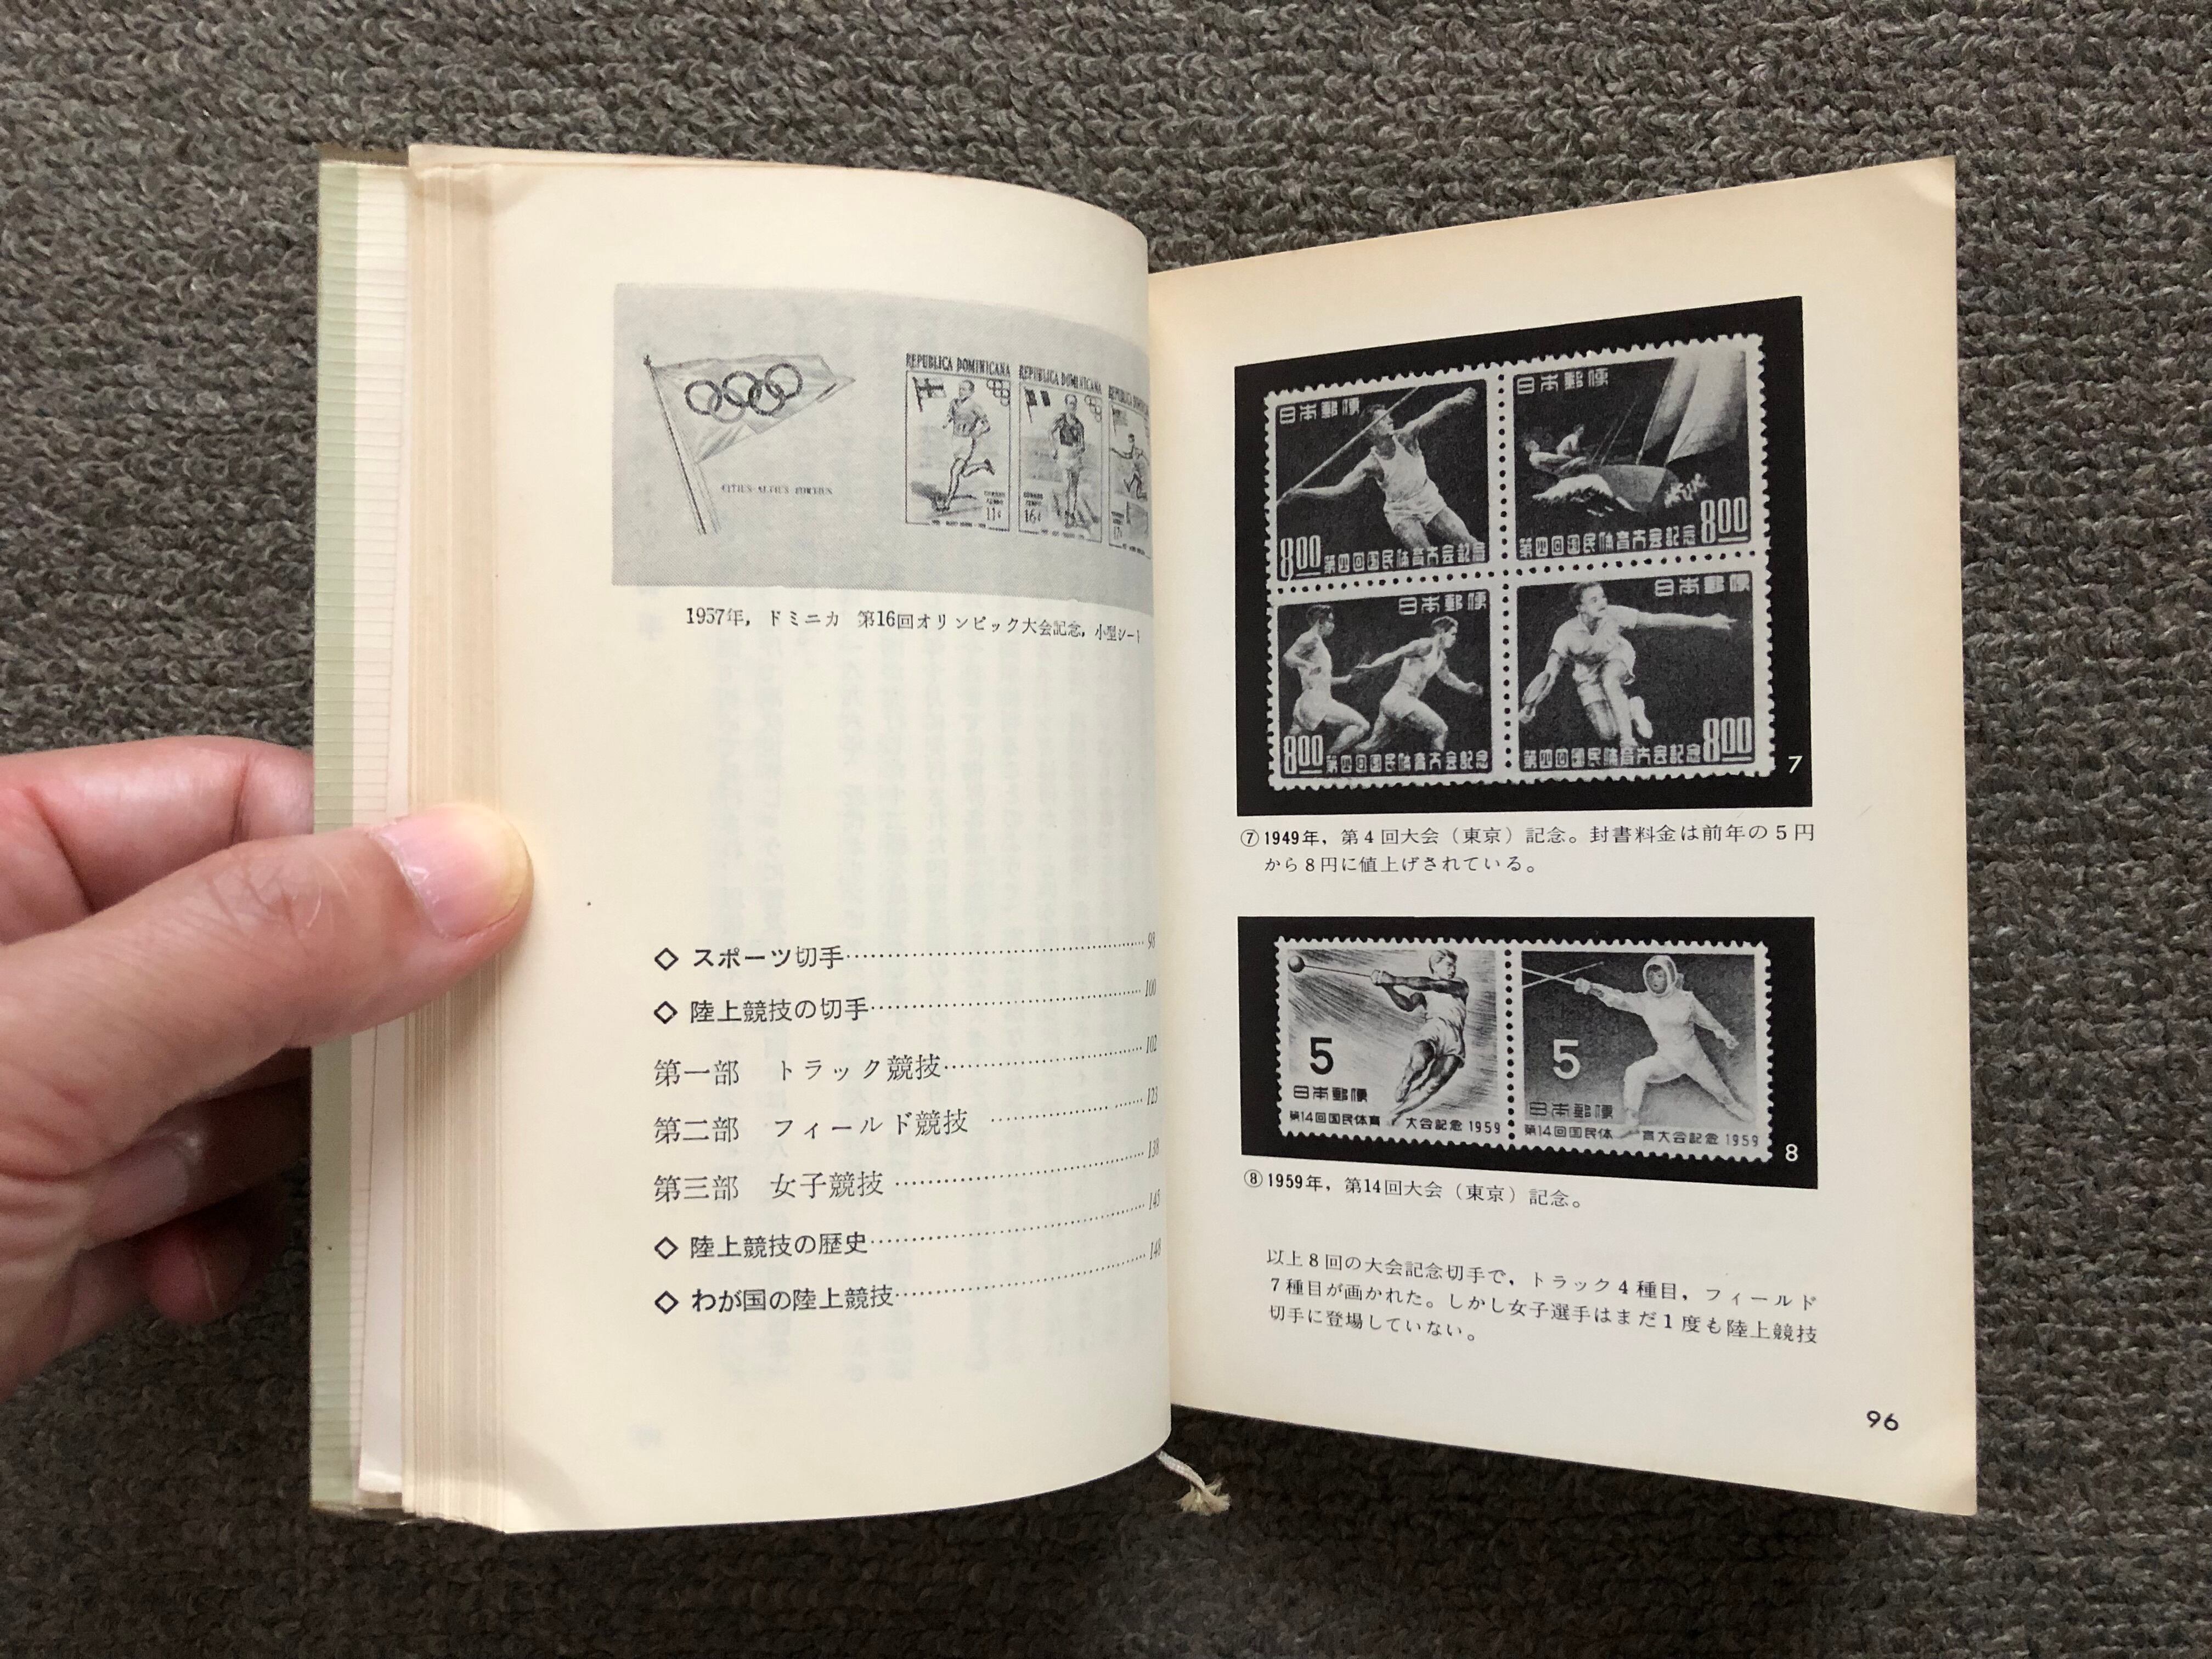 CITIUS-ALTIUS-FORTIUS
REPUBLICA DOMINICANA
11¢
REPUBLICA DOMINICANA
16¢
17¢
1957年，ドミニカ　第16回オリンピック大会記念，小型シート
◇ スポーツ切手……98
◇ 陸上競技の切手……100
第一部　トラック競技……102
第二部　フィールド競技……123
第三部　女子競技……138
◇ 陸上競技の歴史……145
◇ わが国の陸上競技……148
日本郵便
8.00 第四回国民体育大会記念
日本郵便
第四回国民体育大会記念 8.00
日本郵便
8.00 第四回国民体育大会記念
日本郵便
第四回国民体育大会記念 8.00
7
⑦1949年，第4回大会（東京）記念。封書料金は前年の5円
から8円に値上げされている。
5
日本郵便
第14回国民体育大会記念 1959
5
日本郵便
第14回国民体育大会記念 1959
8
⑧1959年，第14回大会（東京）記念。
以上8回の大会記念切手で，トラック4種目，フィールド
7種目が画かれた。しかし女子選手はまだ1度も陸上競技
切手に登場していない。
96